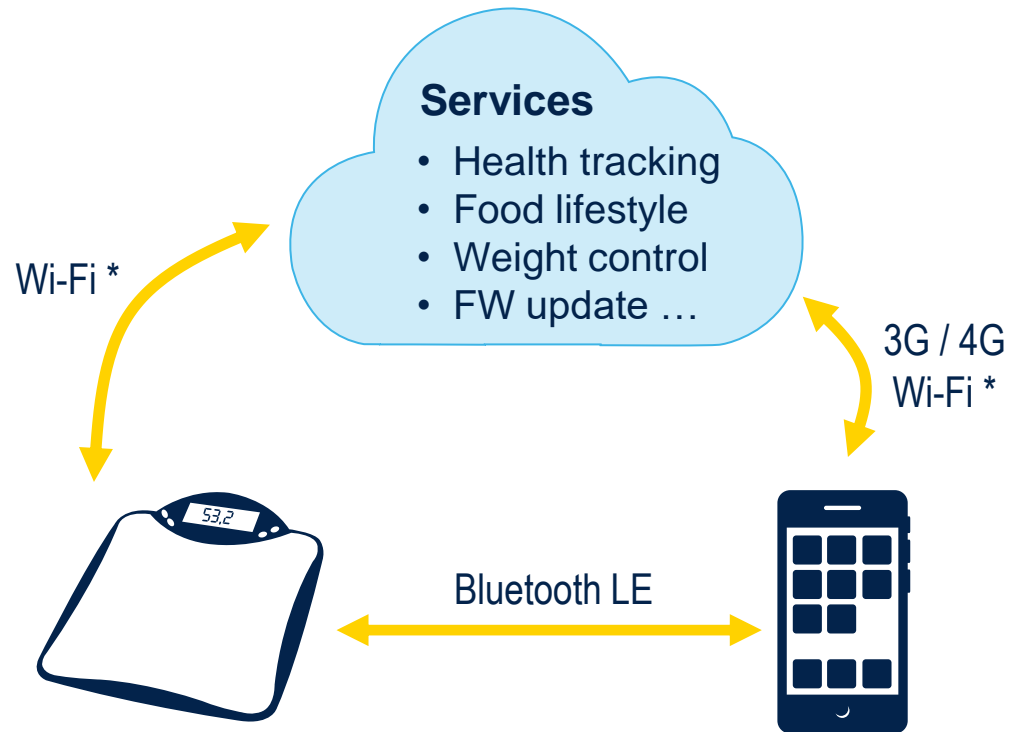 Services
• Health tracking
• Food lifestyle
• Weight control
• FW update …
Wi-Fi *
3G / 4G
Wi-Fi *
53,2
Bluetooth LE